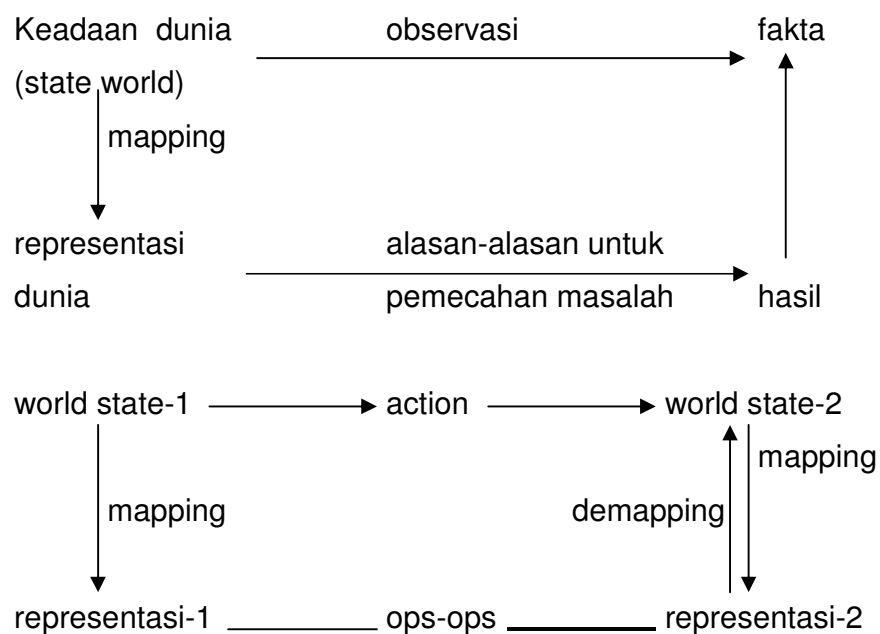 Keadaan dunia observasi fakta
(state world)
mapping
representasi alasan-alasan untuk
dunia pemecahan masalah hasil
world state-1 action world state-2
mapping
mapping demapping
representasi-1 ops-ops representasi-2